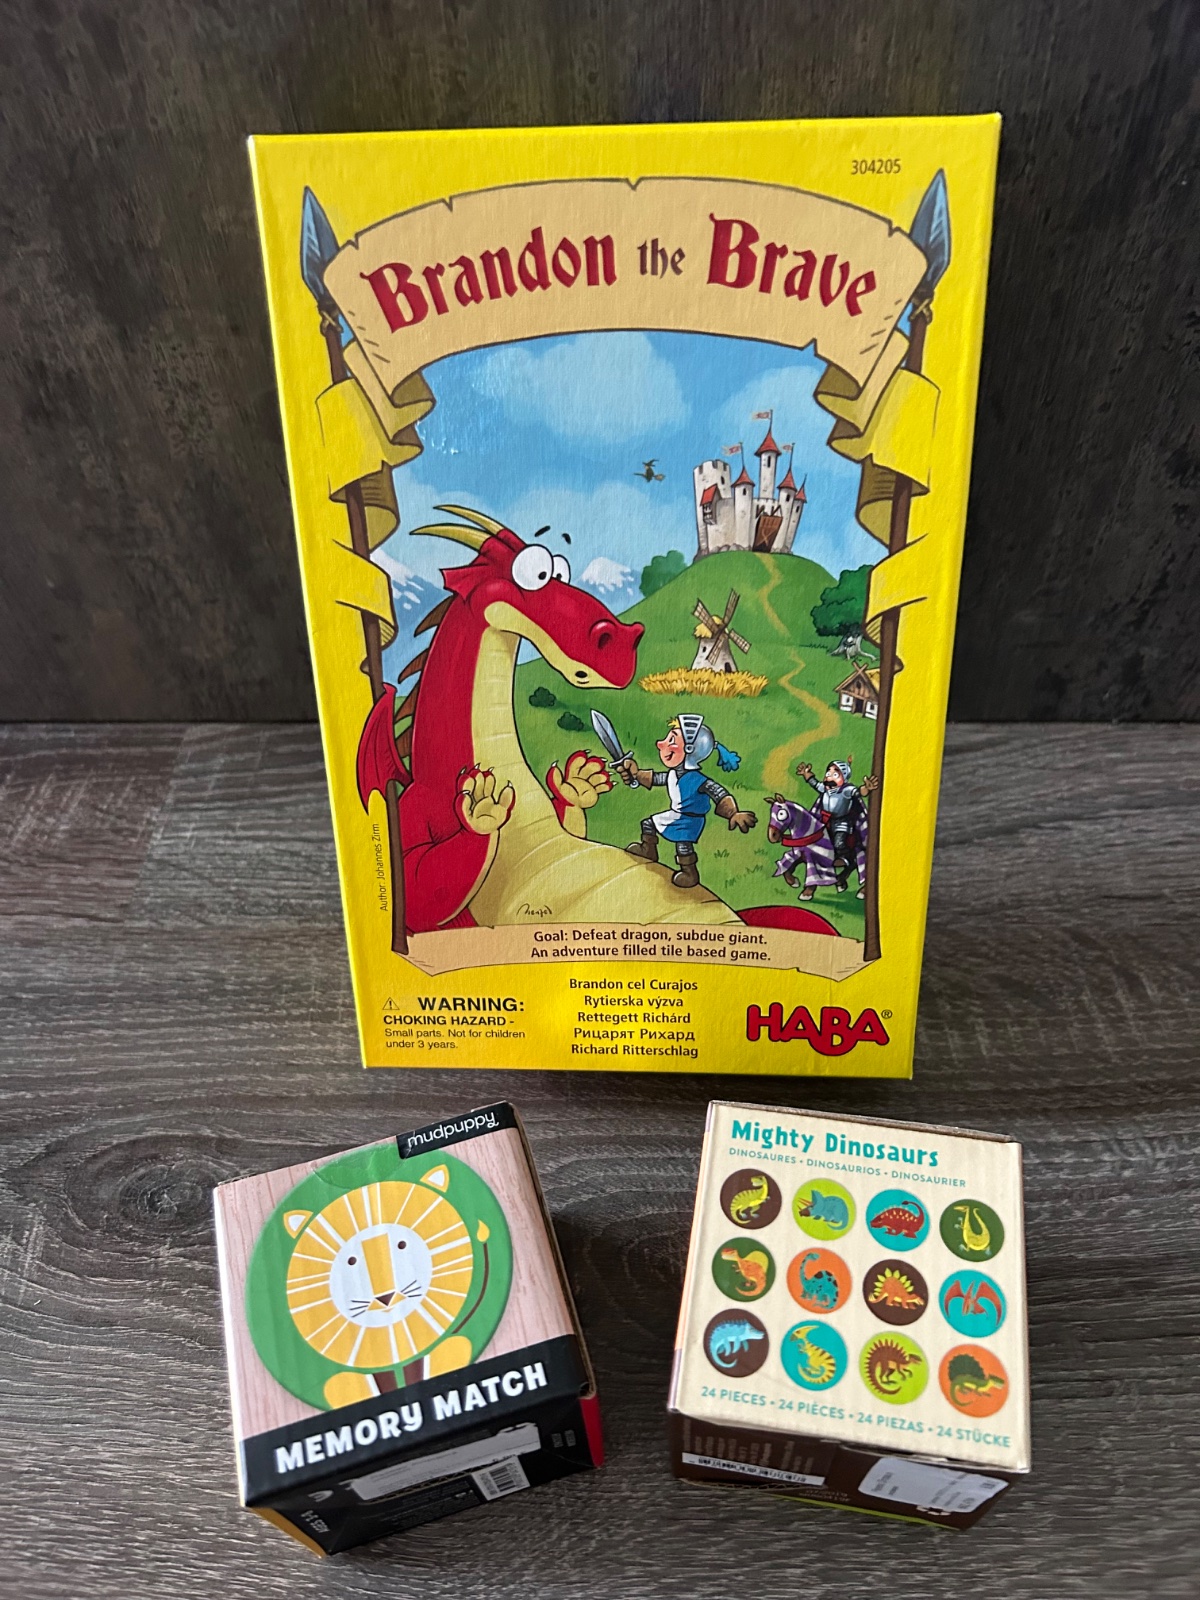 304205
Brandon the Brave
Author: Johannes Zirm
Goal: Defeat dragon, subdue giant.
An adventure filled tile based game.
Brandon cel Curajos
Rytierska výzva
Rettegett Richárd
Рицарят Рихард
Richard Ritterschlag
⚠ WARNING:
CHOKING HAZARD -
Small parts. Not for children
under 3 years.
HABA®
mudpuppy
MEMORY MATCH
AGES 3+
Mighty Dinosaurs
DINOSAURES • DINOSAURIOS • DINOSAURIER
24 PIECES • 24 PIÈCES • 24 PIEZAS • 24 STÜCKE